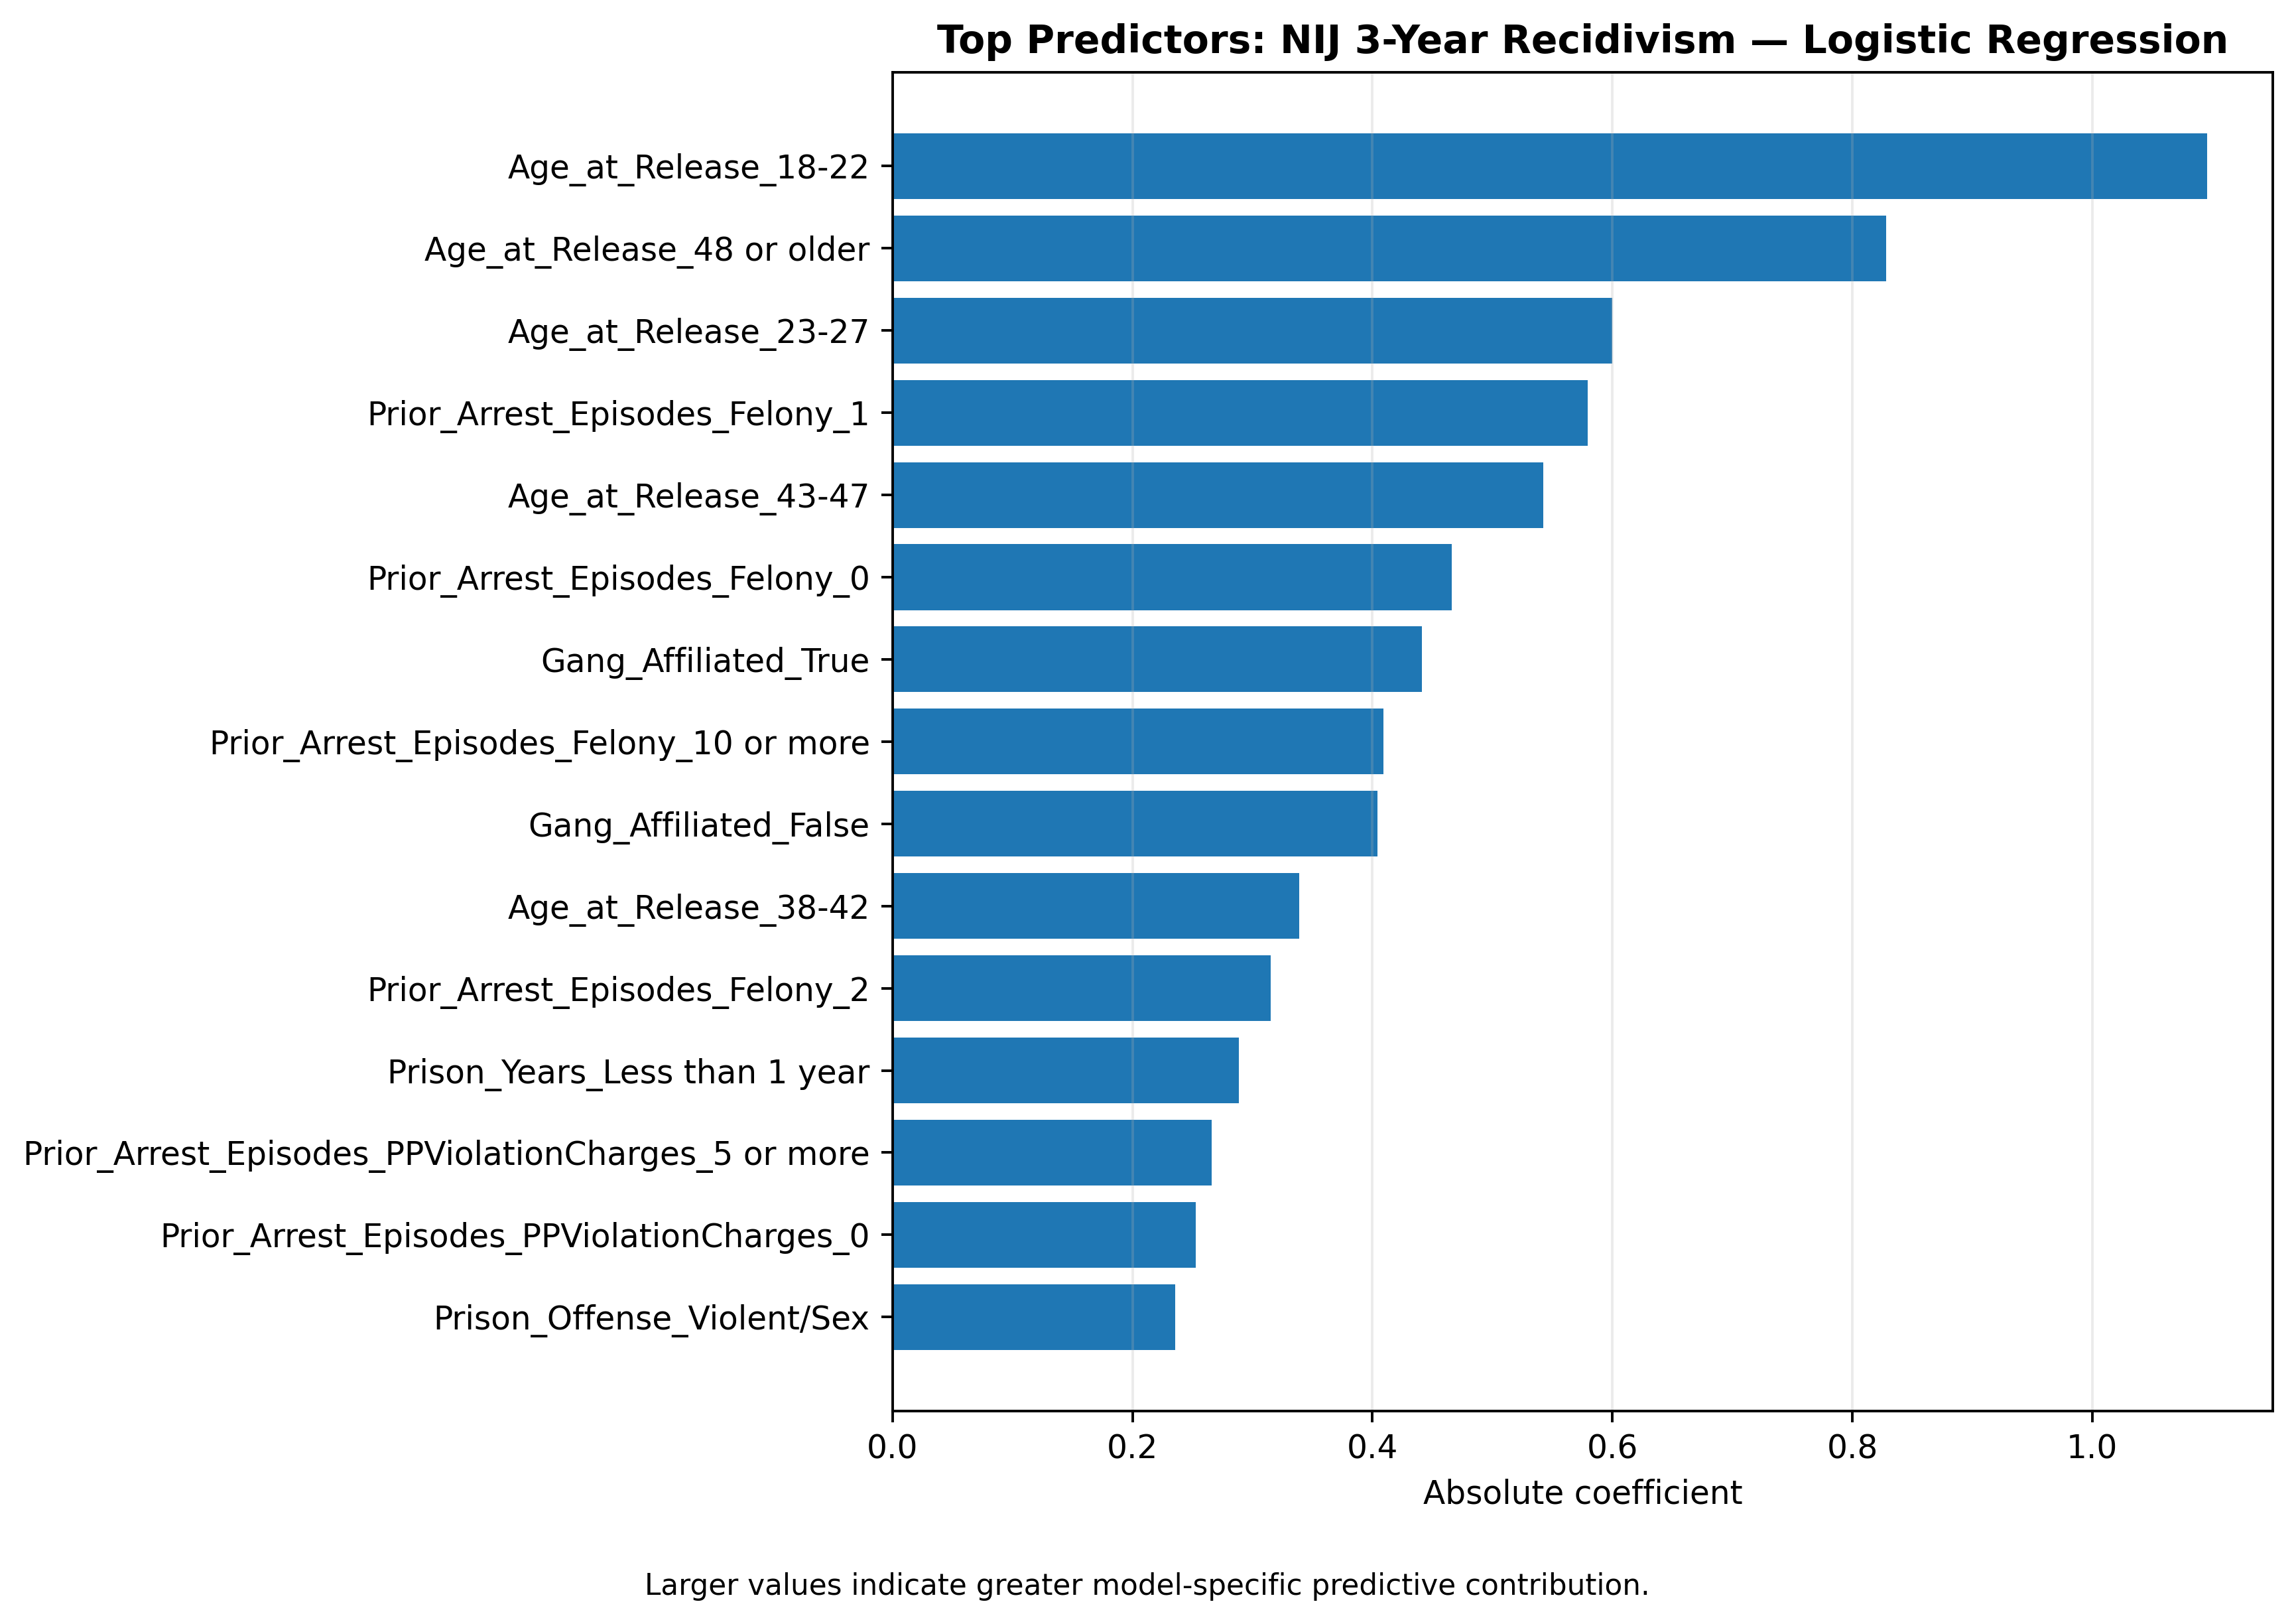 Top Predictors: NIJ 3-Year Recidivism — Logistic Regression
Age_at_Release_18-22
Age_at_Release_48 or older
Age_at_Release_23-27
Prior_Arrest_Episodes_Felony_1
Age_at_Release_43-47
Prior_Arrest_Episodes_Felony_0
Gang_Affiliated_True
Prior_Arrest_Episodes_Felony_10 or more
Gang_Affiliated_False
Age_at_Release_38-42
Prior_Arrest_Episodes_Felony_2
Prison_Years_Less than 1 year
Prior_Arrest_Episodes_PPViolationCharges_5 or more
Prior_Arrest_Episodes_PPViolationCharges_0
Prison_Offense_Violent/Sex
0.0 0.2 0.4 0.6 0.8 1.0
Absolute coefficient
Larger values indicate greater model-specific predictive contribution.